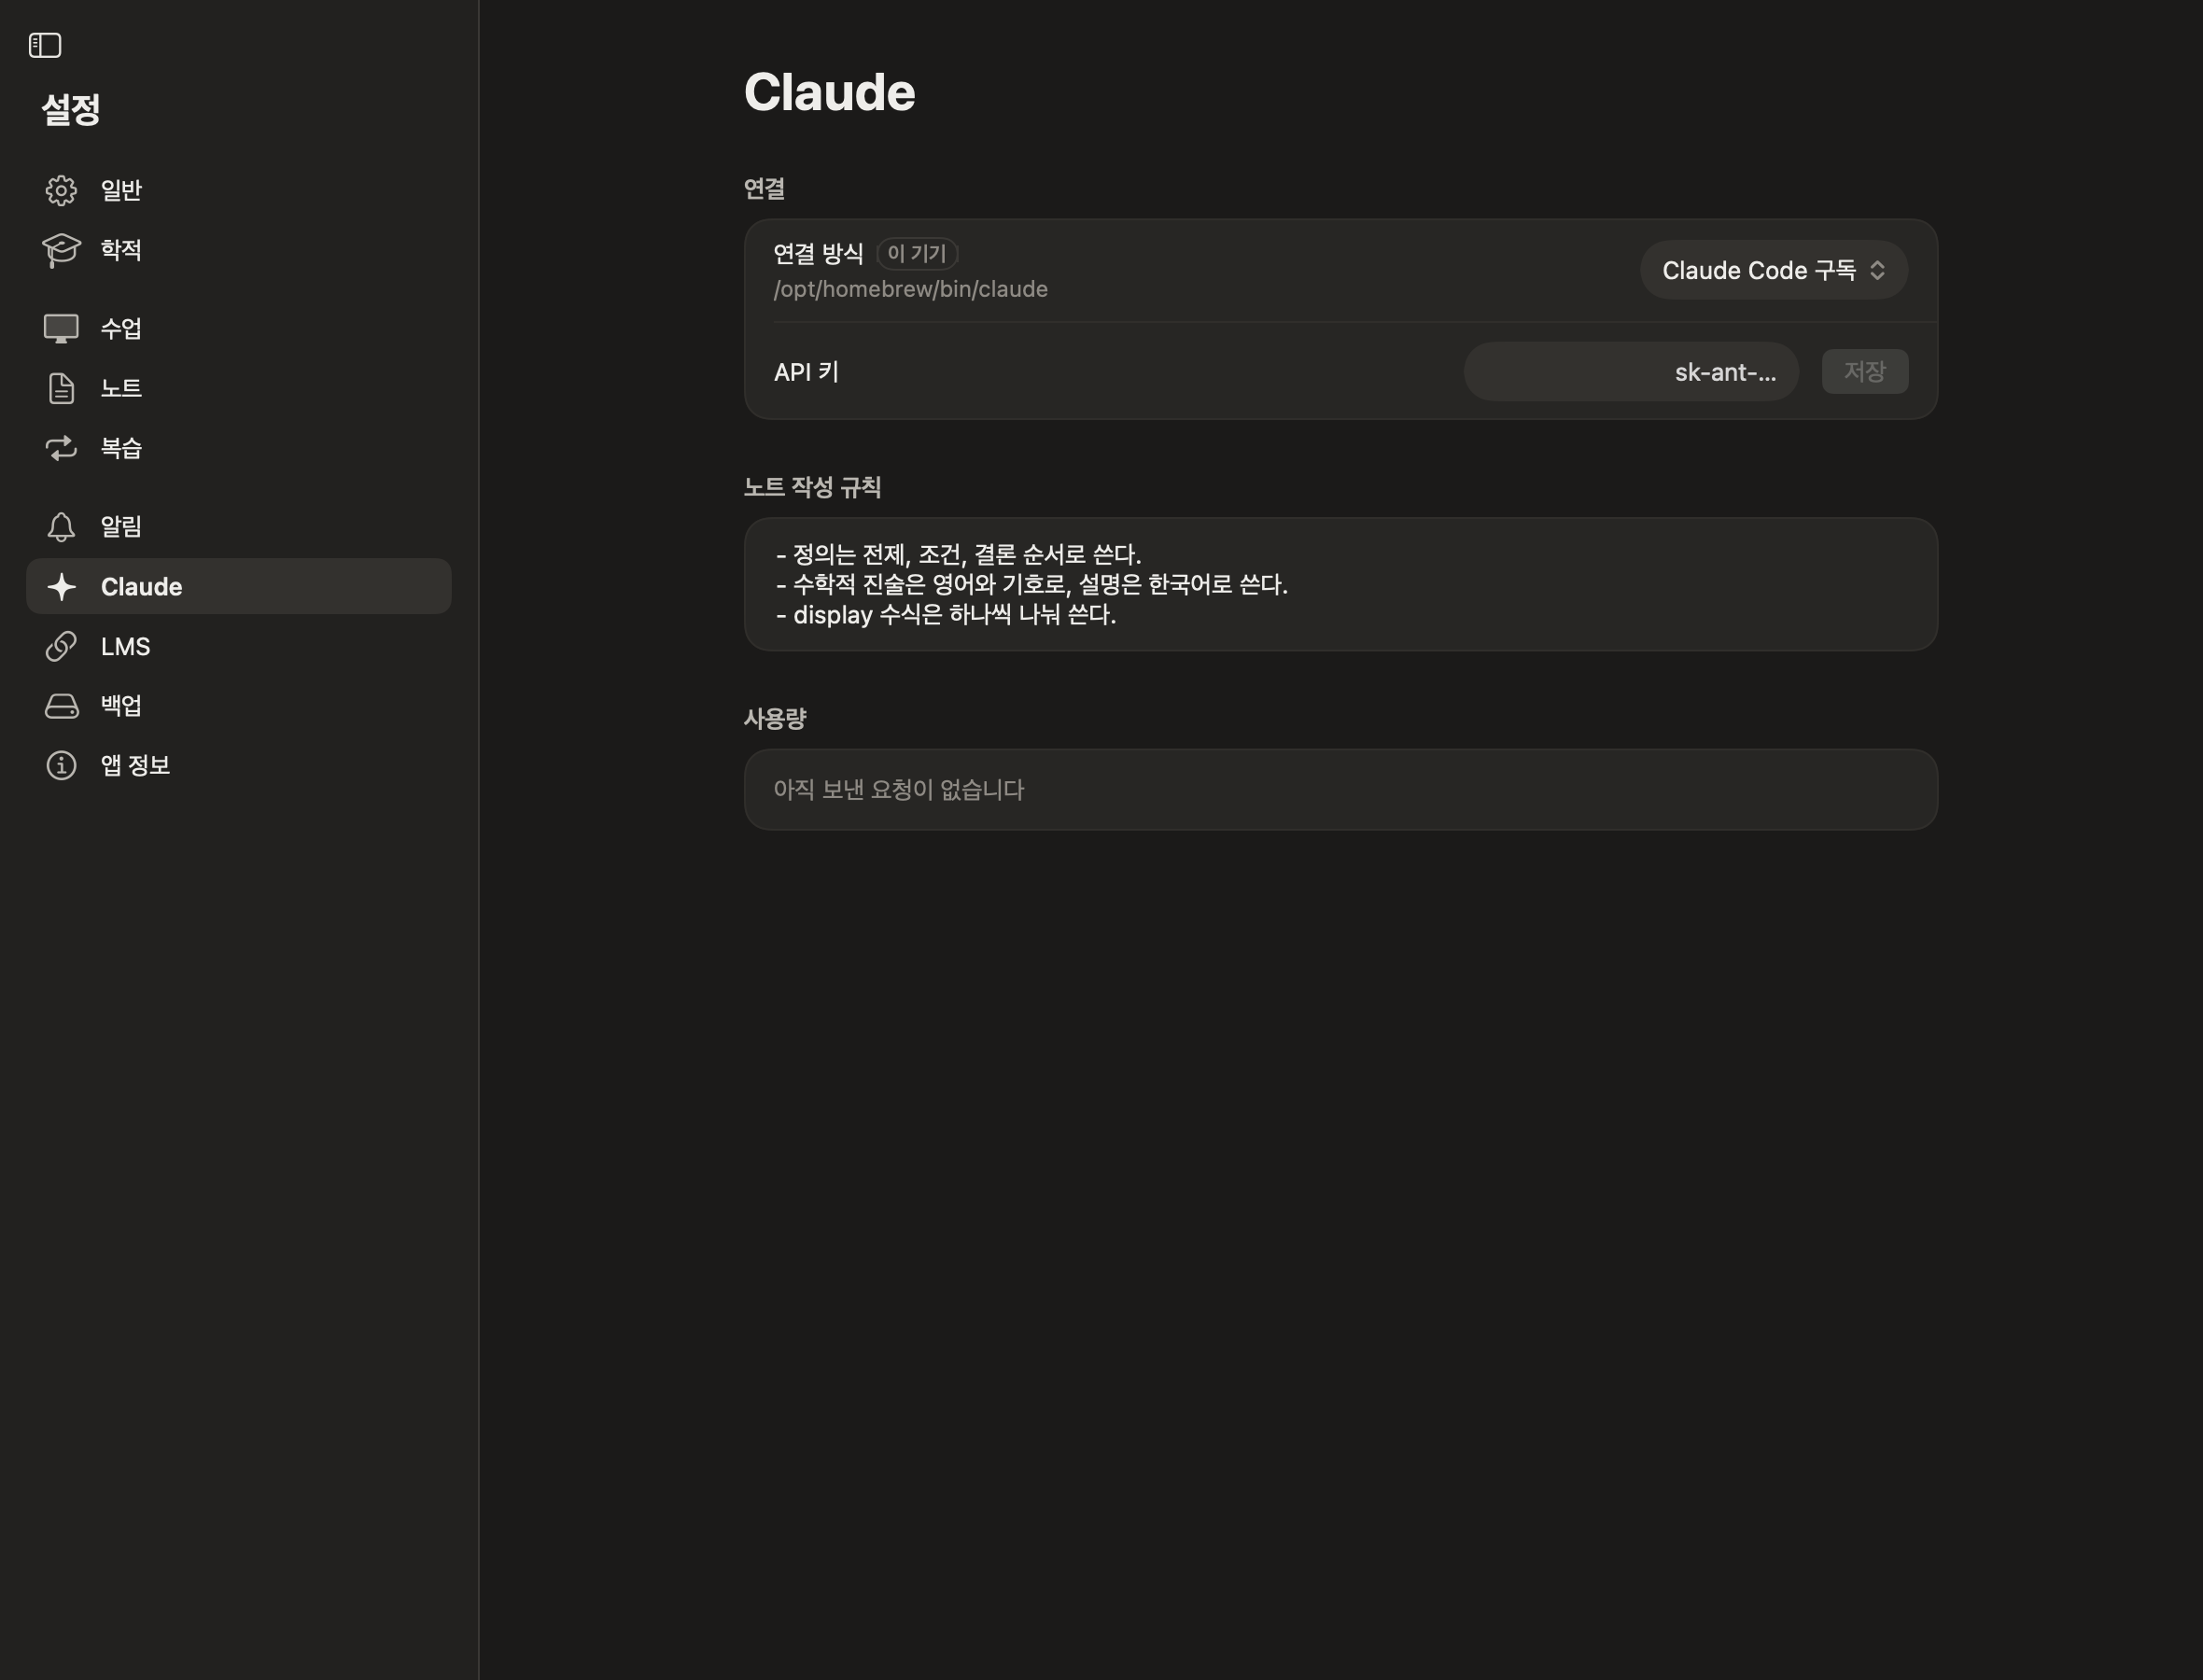 설정
일반
학적
수업
노트
복습
알림
Claude
LMS
백업
앱 정보
Claude
연결
연결 방식 이 기기
/opt/homebrew/bin/claude
Claude Code 구독
API 키
sk-ant-...
저장
노트 작성 규칙
- 정의는 전제, 조건, 결론 순서로 쓴다.
- 수학적 진술은 영어와 기호로, 설명은 한국어로 쓴다.
- display 수식은 하나씩 나눠 쓴다.
사용량
아직 보낸 요청이 없습니다